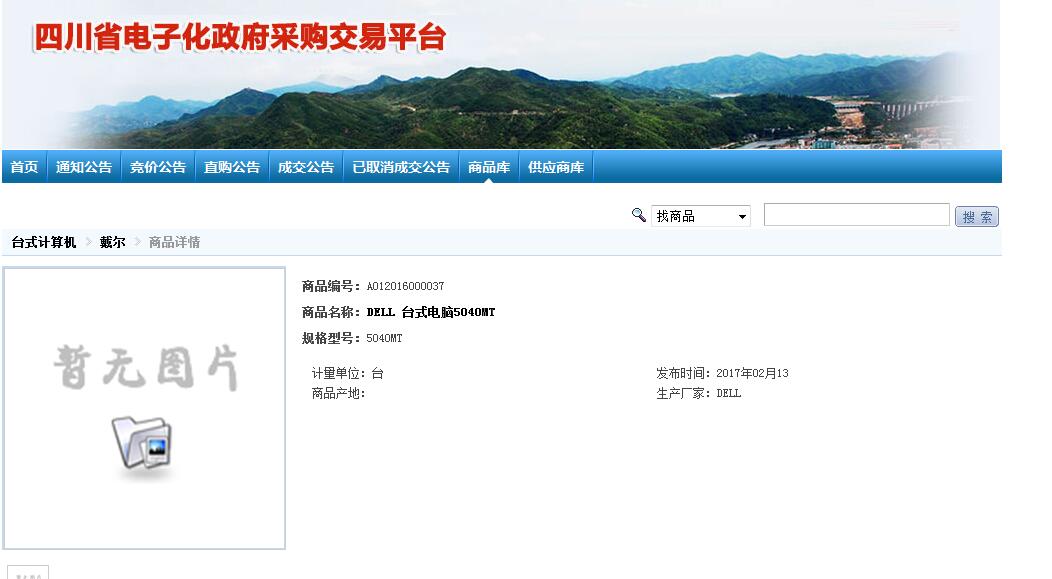 四川省电子化政府采购交易平台
首页 通知公告 竞价公告 直购公告 成交公告 已取消成交公告 商品库 供应商库
找商品 搜 索
台式计算机 戴尔 商品详情
商品编号：A012016000037
商品名称：DELL 台式电脑5040MT
规格型号：5040MT
暂无图片
计量单位：台 发布时间：2017年02月13
商品产地： 生产厂家：DELL